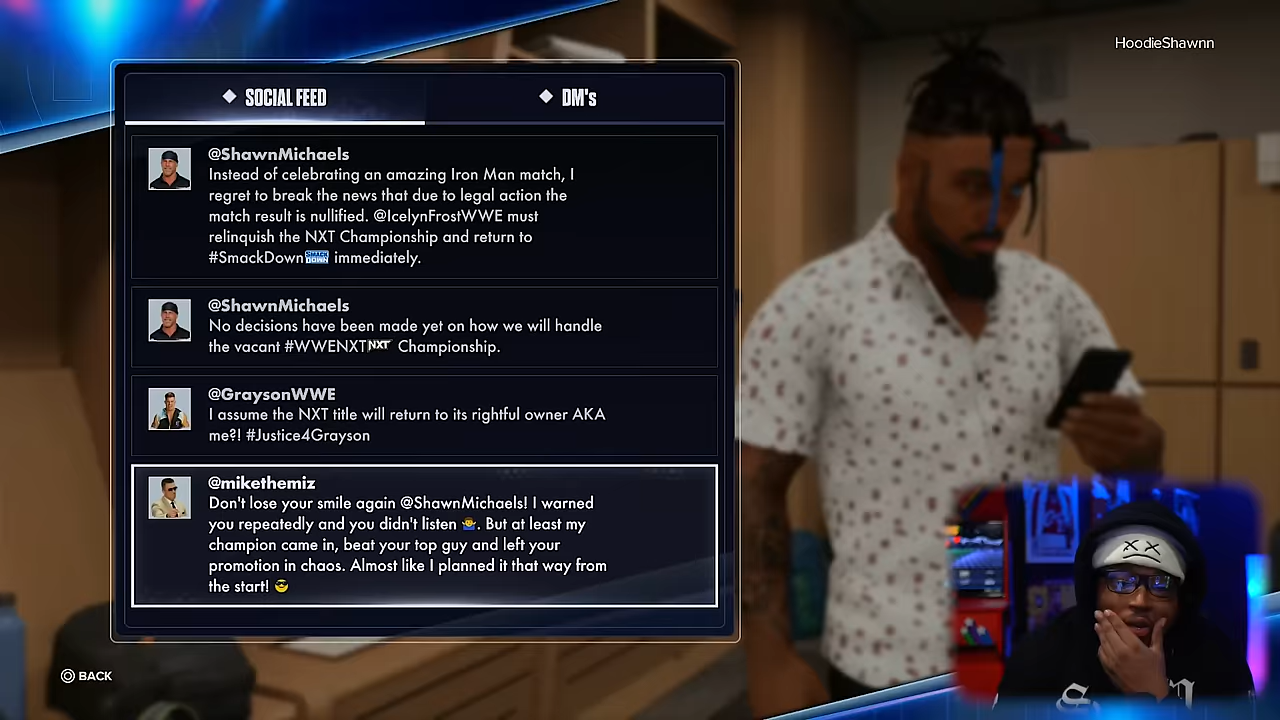 HoodieShawnn
SOCIAL FEED
DM's
@ShawnMichaels
Instead of celebrating an amazing Iron Man match, I
regret to break the news that due to legal action the
match result is nullified. @IcelynFrostWWE must
relinquish the NXT Championship and return to
#SmackDown SMACK DOWN immediately.
@ShawnMichaels
No decisions have been made yet on how we will handle
the vacant #WWENXT NXT Championship.
@GraysonWWE
I assume the NXT title will return to its rightful owner AKA
me?! #Justice4Grayson
@mikethemiz
Don't lose your smile again @ShawnMichaels! I warned
you repeatedly and you didn't listen 🤷‍♂️. But at least my
champion came in, beat your top guy and left your
promotion in chaos. Almost like I planned it that way from
the start! 😎
BACK